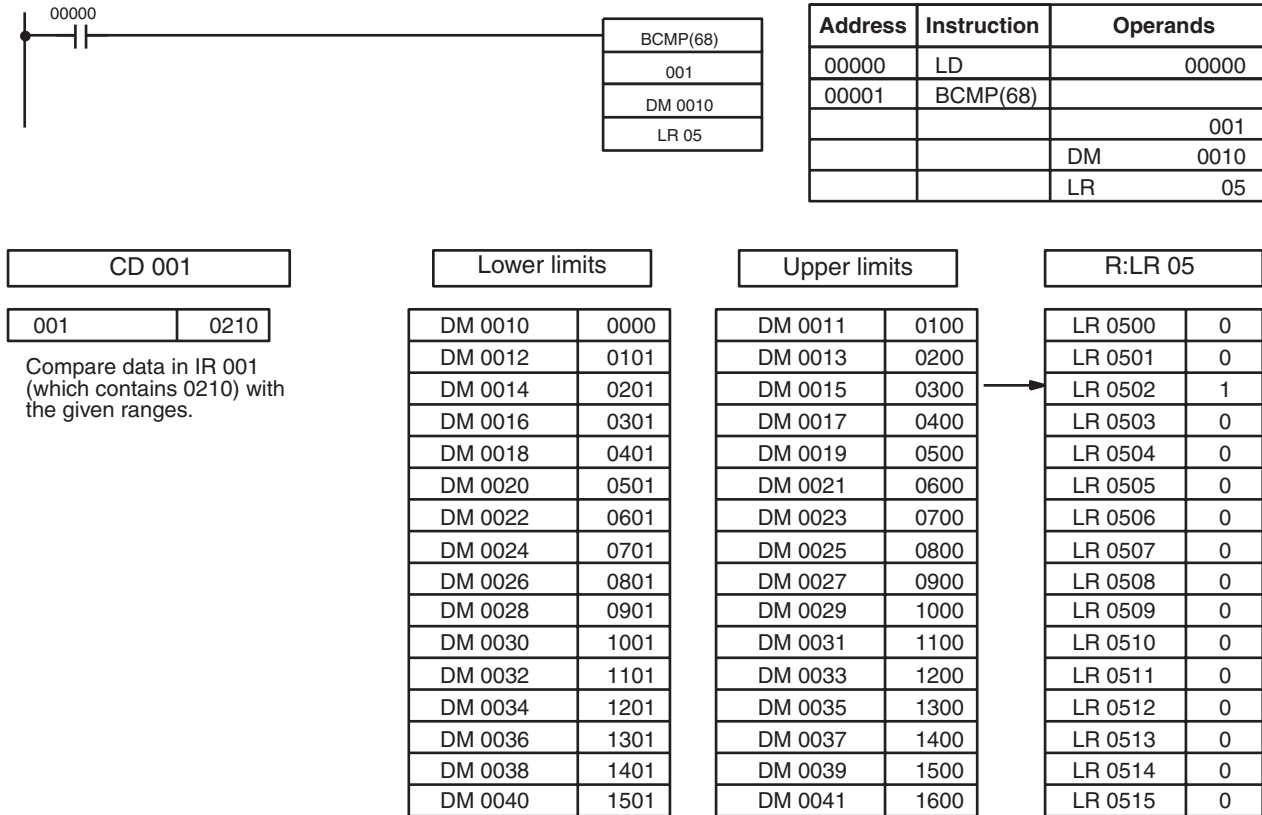 00000
BCMP(68)
001
DM 0010
LR 05
Address Instruction Operands
00000 LD 00000
00001 BCMP(68)
001
DM 0010
LR 05
CD 001
001 0210
Compare data in IR 001
(which contains 0210) with
the given ranges.
Lower limits Upper limits R:LR 05
DM 0010 0000 DM 0011 0100 LR 0500 0
DM 0012 0101 DM 0013 0200 LR 0501 0
DM 0014 0201 DM 0015 0300 LR 0502 1
DM 0016 0301 DM 0017 0400 LR 0503 0
DM 0018 0401 DM 0019 0500 LR 0504 0
DM 0020 0501 DM 0021 0600 LR 0505 0
DM 0022 0601 DM 0023 0700 LR 0506 0
DM 0024 0701 DM 0025 0800 LR 0507 0
DM 0026 0801 DM 0027 0900 LR 0508 0
DM 0028 0901 DM 0029 1000 LR 0509 0
DM 0030 1001 DM 0031 1100 LR 0510 0
DM 0032 1101 DM 0033 1200 LR 0511 0
DM 0034 1201 DM 0035 1300 LR 0512 0
DM 0036 1301 DM 0037 1400 LR 0513 0
DM 0038 1401 DM 0039 1500 LR 0514 0
DM 0040 1501 DM 0041 1600 LR 0515 0